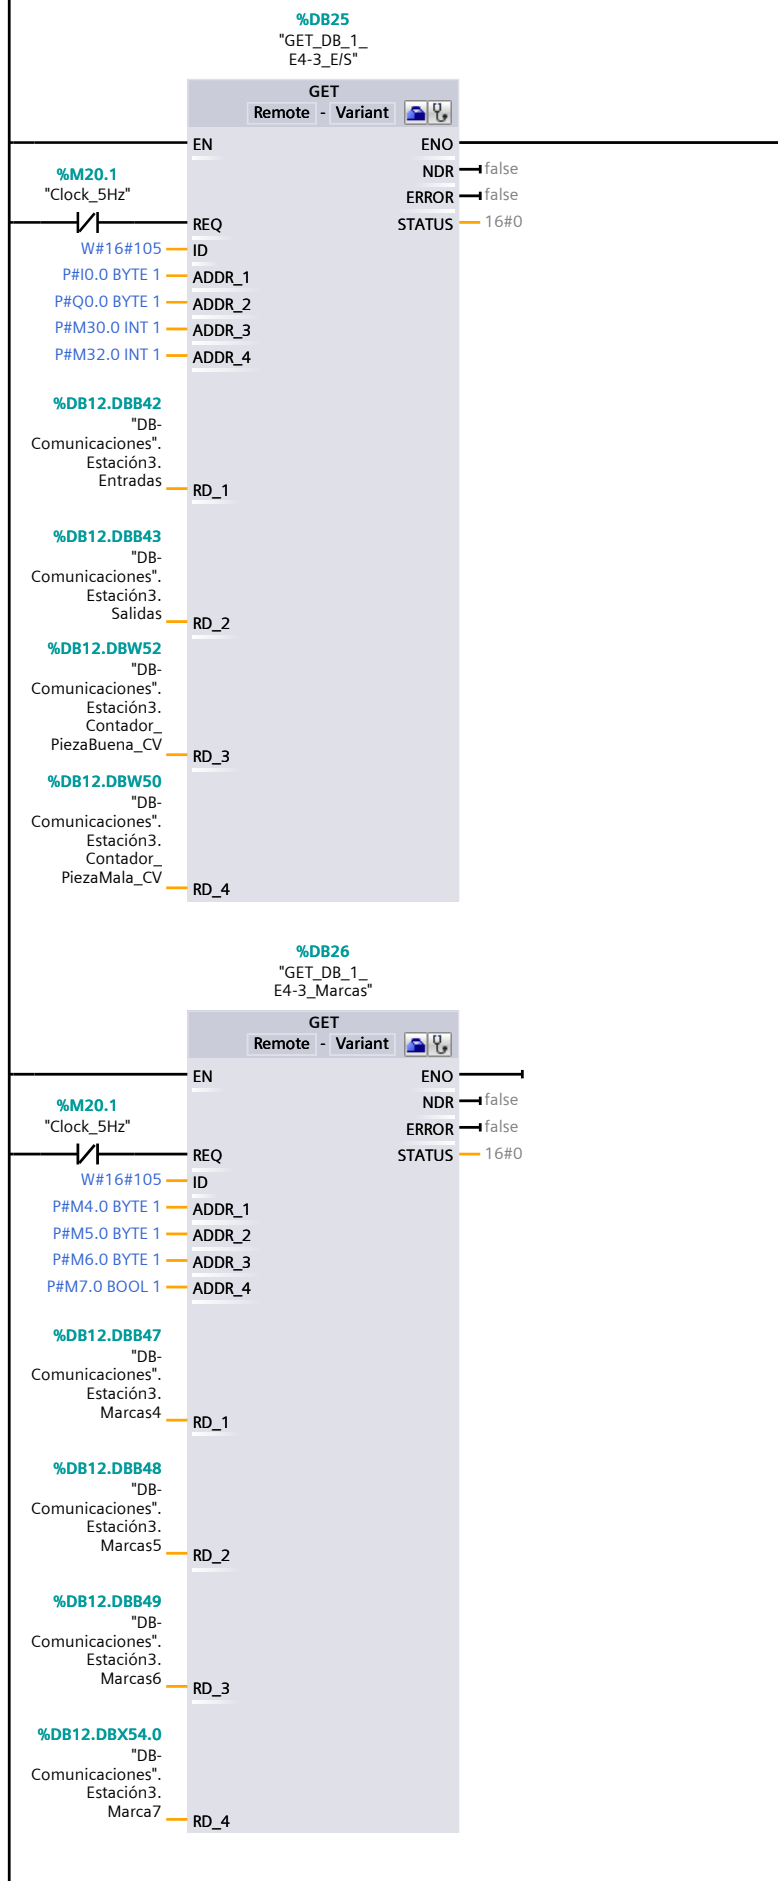 %DB25
"GET_DB_1_
E4-3_E/S"
GET
Remote - Variant
EN ENO
NDR false
%M20.1
"Clock_5Hz"
ERROR false
REQ STATUS 16#0
W#16#105 ID
P#I0.0 BYTE 1 ADDR_1
P#Q0.0 BYTE 1 ADDR_2
P#M30.0 INT 1 ADDR_3
P#M32.0 INT 1 ADDR_4
%DB12.DBB42
"DB-
Comunicaciones".
Estación3.
Entradas RD_1
%DB12.DBB43
"DB-
Comunicaciones".
Estación3.
Salidas RD_2
%DB12.DBW52
"DB-
Comunicaciones".
Estación3.
Contador_
PiezaBuena_CV RD_3
%DB12.DBW50
"DB-
Comunicaciones".
Estación3.
Contador_
PiezaMala_CV RD_4
%DB26
"GET_DB_1_
E4-3_Marcas"
GET
Remote - Variant
EN ENO
NDR false
%M20.1
"Clock_5Hz"
ERROR false
REQ STATUS 16#0
W#16#105 ID
P#M4.0 BYTE 1 ADDR_1
P#M5.0 BYTE 1 ADDR_2
P#M6.0 BYTE 1 ADDR_3
P#M7.0 BOOL 1 ADDR_4
%DB12.DBB47
"DB-
Comunicaciones".
Estación3.
Marcas4 RD_1
%DB12.DBB48
"DB-
Comunicaciones".
Estación3.
Marcas5 RD_2
%DB12.DBB49
"DB-
Comunicaciones".
Estación3.
Marcas6 RD_3
%DB12.DBX54.0
"DB-
Comunicaciones".
Estación3.
Marca7 RD_4